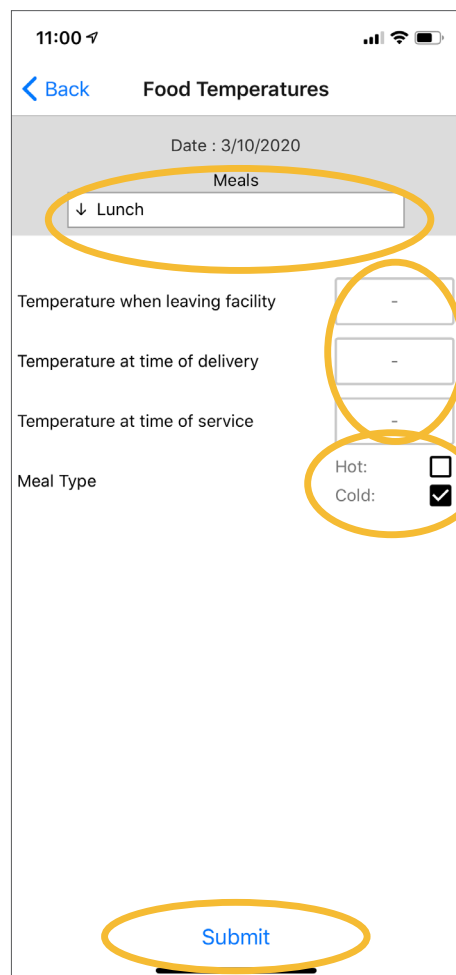 11:00
Back Food Temperatures
Date : 3/10/2020
Meals
↓ Lunch
Temperature when leaving facility -
Temperature at time of delivery -
Temperature at time of service -
Meal Type
Hot:
Cold:
Submit